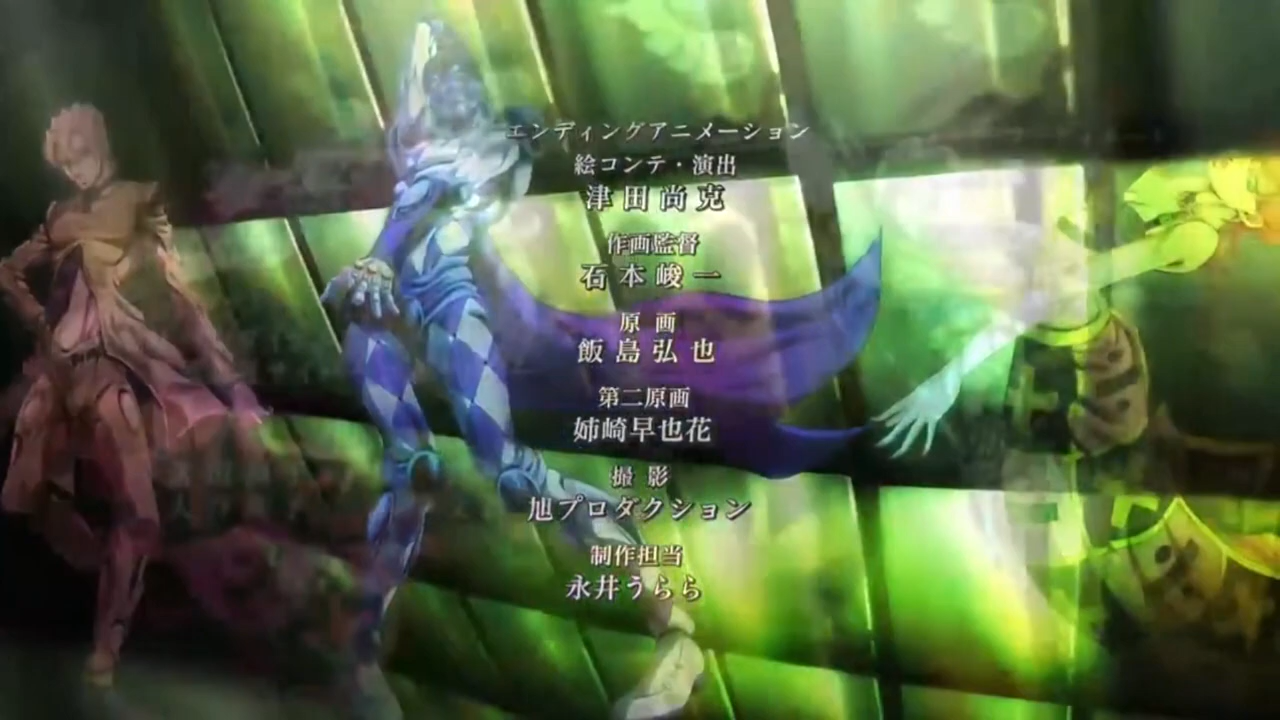 エンディングアニメーション
絵コンテ・演出
津田尚克
作画監督
石本峻一
原画
飯島弘也
第二原画
姉崎早也花
撮影
旭プロダクション
制作担当
永井うらら